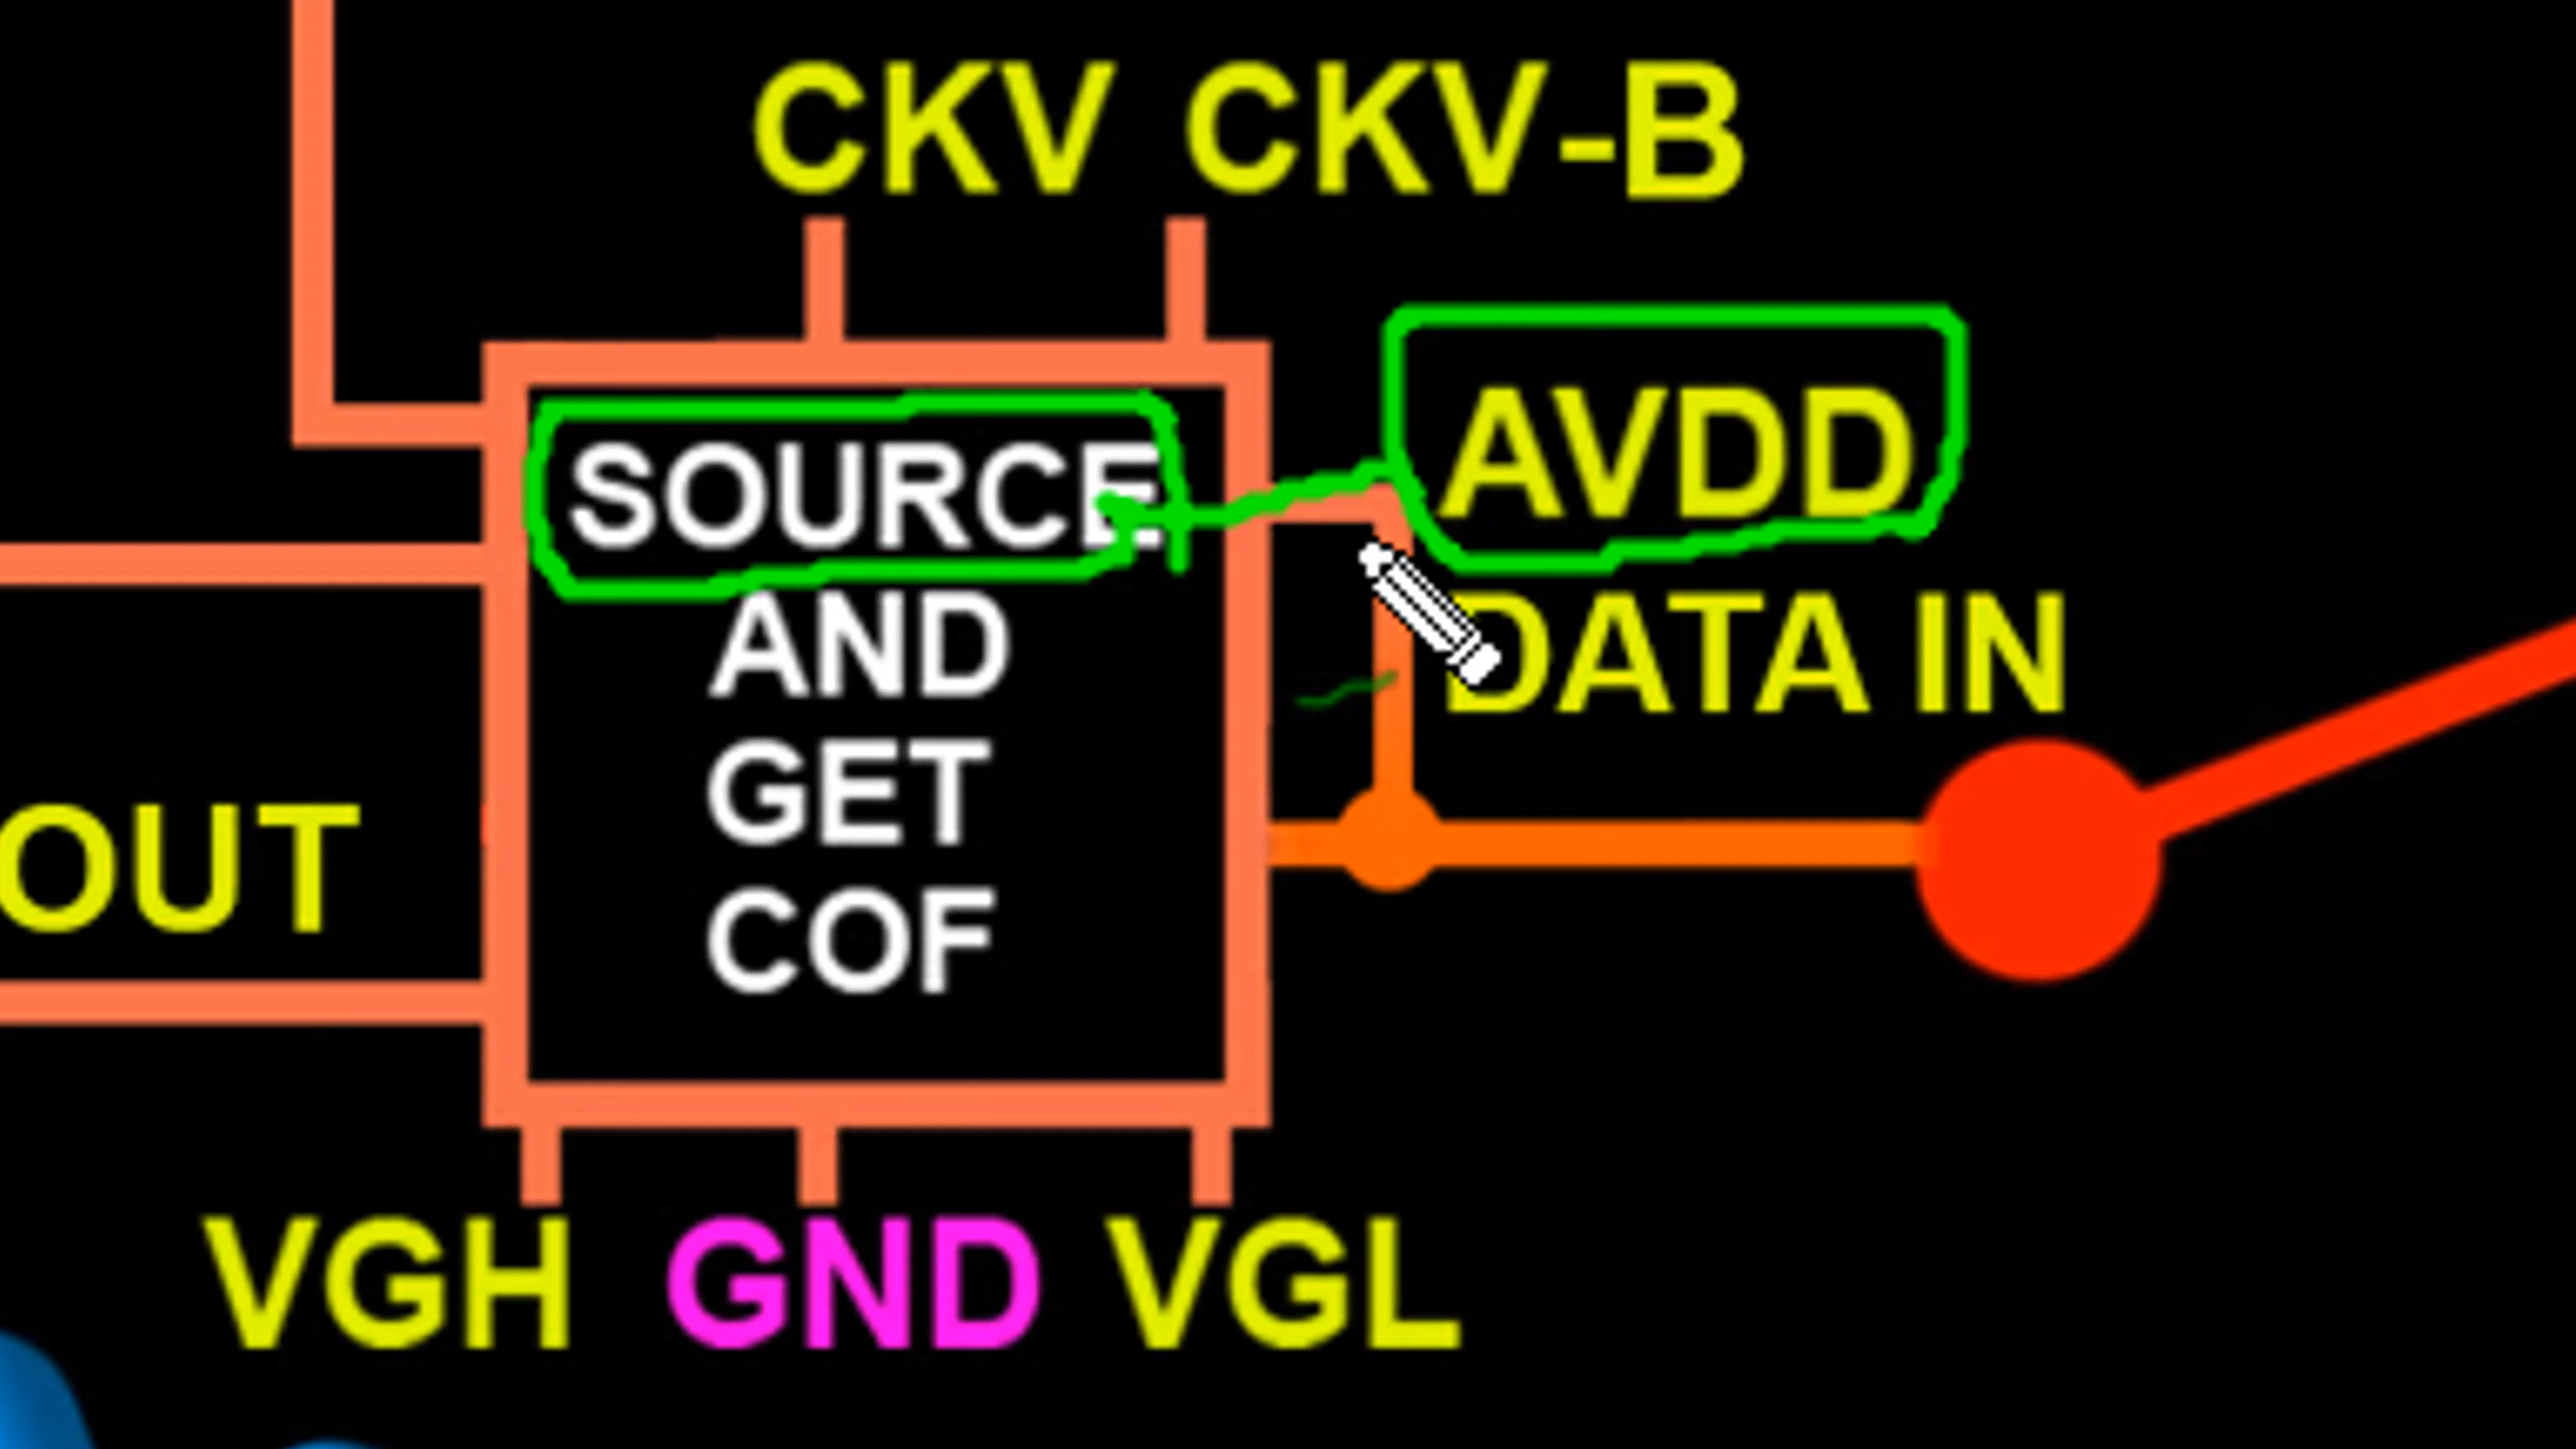 CKV CKV-B
AVDD
SOURCE
AND
GET
COF
DATA IN
OUT
VGH GND VGL